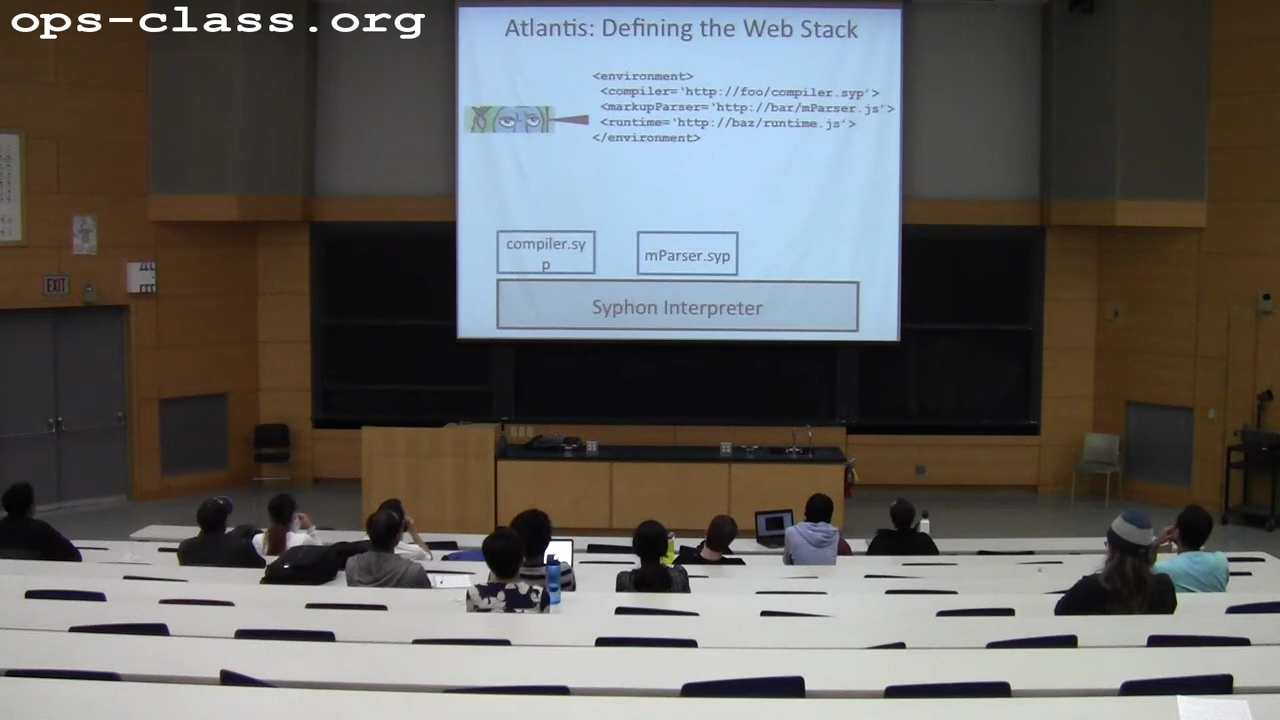 ops-class.org
Atlantis: Defining the Web Stack
<environment>
<compiler=‘http://foo/compiler.syp’>
<markupParser=‘http://bar/mParser.js’>
<runtime=‘http://baz/runtime.js’>
</environment>
compiler.sy
p
mParser.syp
Syphon Interpreter
EXIT